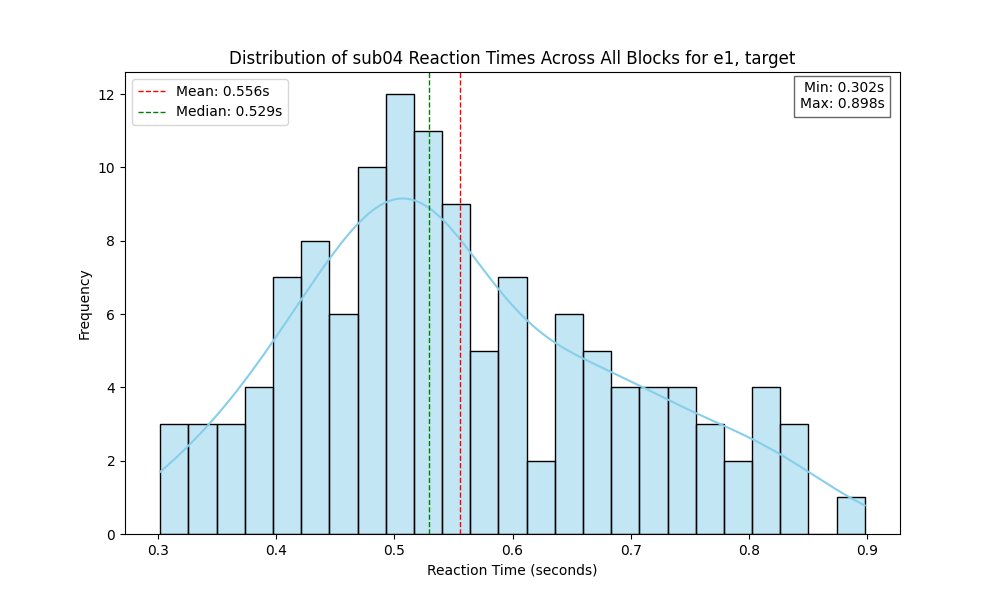 Distribution of sub04 Reaction Times Across All Blocks for e1, target
Mean: 0.556s
Median: 0.529s
Min: 0.302s
Max: 0.898s
Frequency
12
10
8
6
4
2
0
0.3 0.4 0.5 0.6 0.7 0.8 0.9
Reaction Time (seconds)